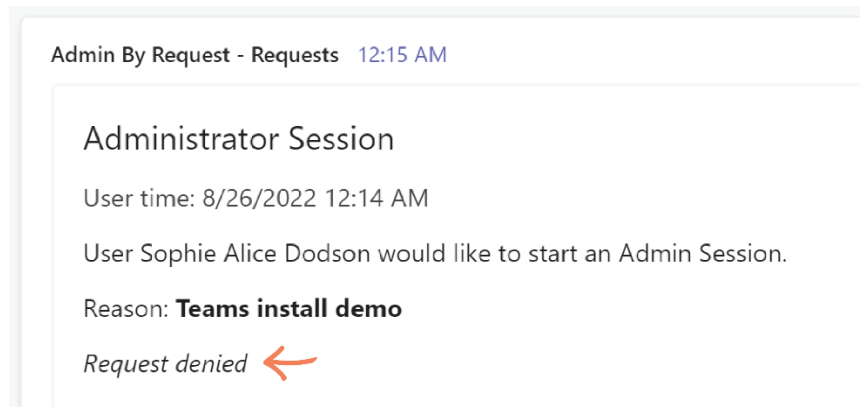 Admin By Request - Requests 12:15 AM
Administrator Session
User time: 8/26/2022 12:14 AM
User Sophie Alice Dodson would like to start an Admin Session.
Reason: Teams install demo
Request denied